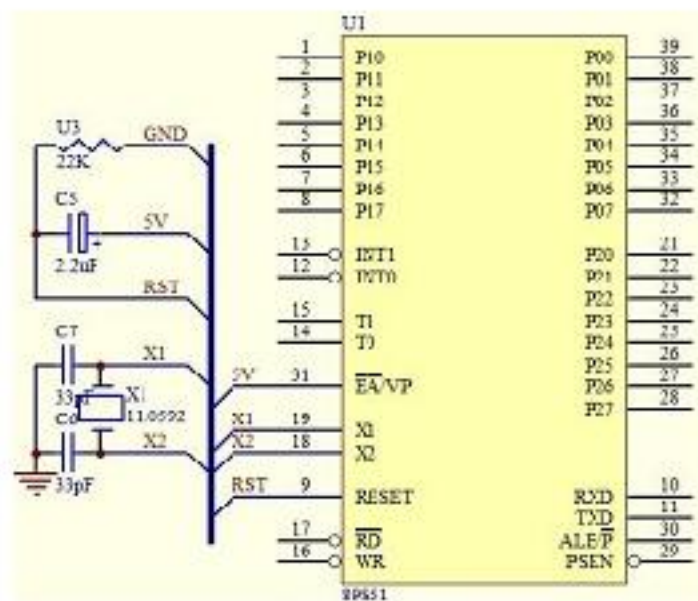 U1
1 P10 P00 39
2 P11 P01 38
3 P12 P02 37
4 P13 P03 36
5 P14 P04 35
6 P15 P05 34
7 P16 P06 33
8 P17 P07 32
13 INT1 P20 21
12 INT0 P21 22
P22 23
15 T1 P23 24
14 T0 P24 25
P25 26
31 EA/VP P26 27
P27 28
19 X1
18 X2
9 RESET RXD 10
TXD 11
17 RD ALE/P 30
16 WR PSEN 29
U3
22K
GND
C5
5V
+
2.2uF
RST
C7
X1
33pF
X1
11.0592
X2
33pF
5V
X1
X2
RST